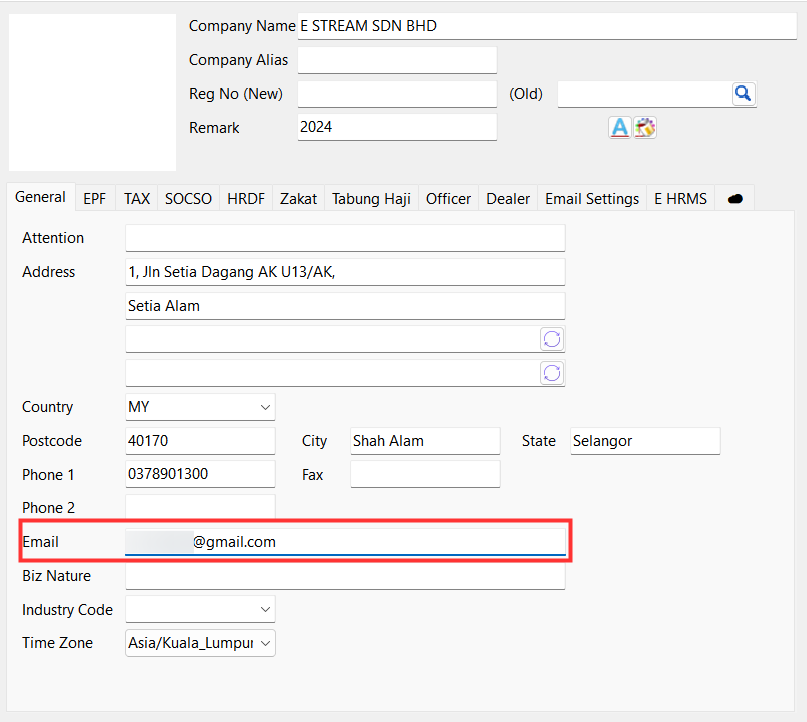 Company Name E STREAM SDN BHD
Company Alias
Reg No (New) (Old)
Remark 2024
A
General EPF TAX SOCSO HRDF Zakat Tabung Haji Officer Dealer Email Settings E HRMS
Attention
Address 1, Jln Setia Dagang AK U13/AK,
Setia Alam
Country MY
Postcode 40170 City Shah Alam State Selangor
Phone 1 0378901300 Fax
Phone 2
Email @gmail.com
Biz Nature
Industry Code
Time Zone Asia/Kuala_Lumpur